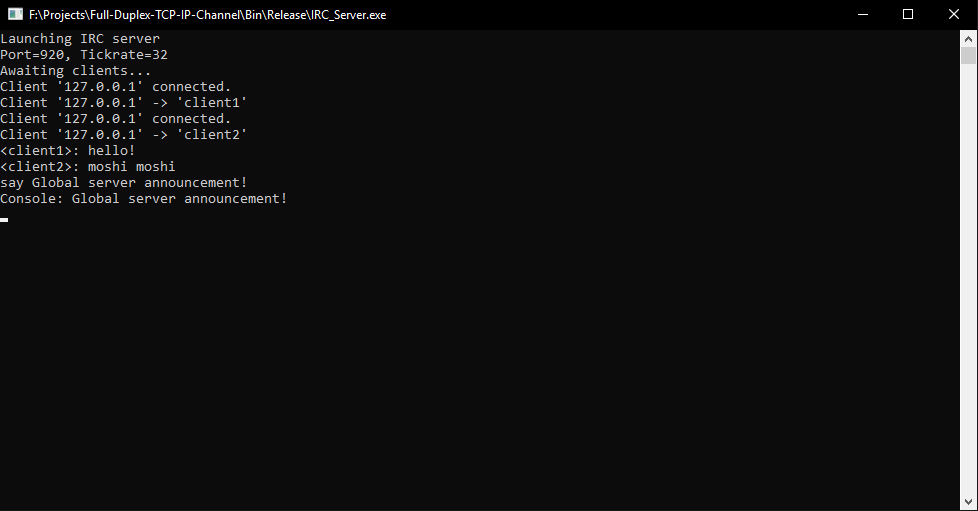 F:\Projects\Full-Duplex-TCP-IP-Channel\Bin\Release\IRC_Server.exe
Launching IRC server
Port=920, Tickrate=32
Awaiting clients...
Client '127.0.0.1' connected.
Client '127.0.0.1' -> 'client1'
Client '127.0.0.1' connected.
Client '127.0.0.1' -> 'client2'
<client1>: hello!
<client2>: moshi moshi
say Global server announcement!
Console: Global server announcement!